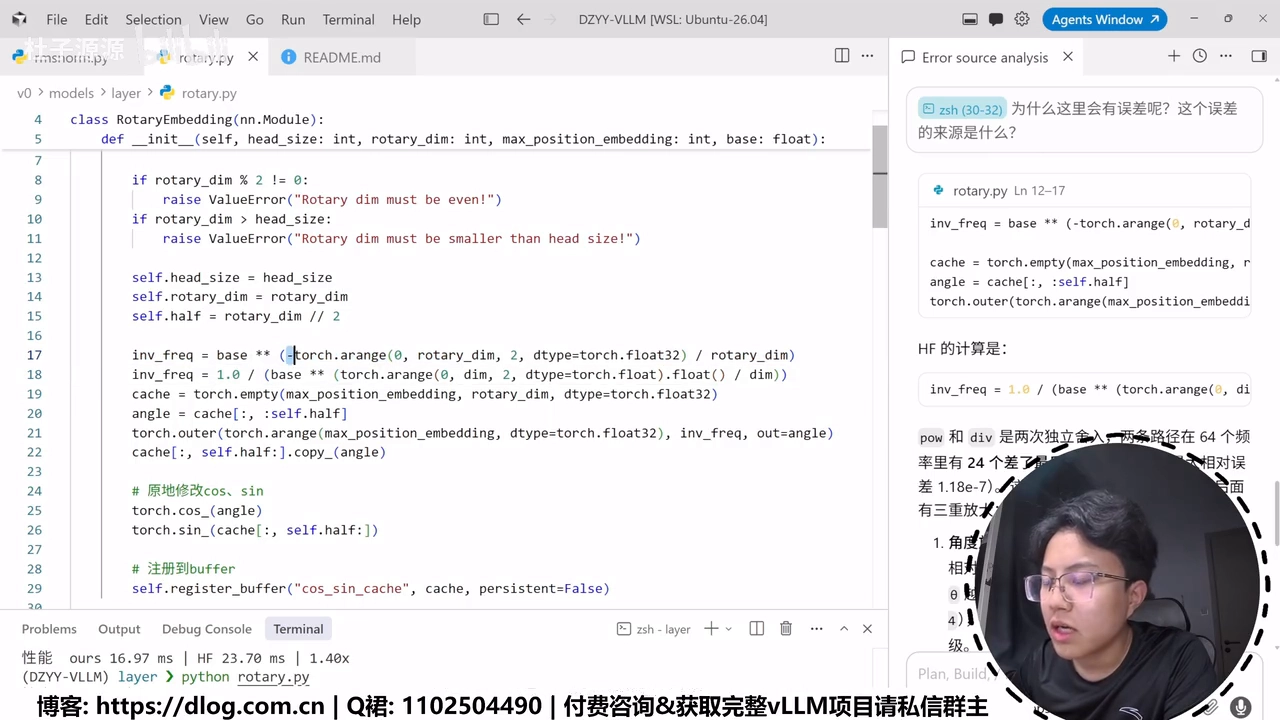 File Edit Selection View Go Run Terminal Help
DZYY-VLLM [WSL: Ubuntu-26.04]
Agents Window ↗
杜子源源
rotary.py
README.md
v0 › models › layer › rotary.py
4 class RotaryEmbedding(nn.Module):
5 def __init__(self, head_size: int, rotary_dim: int, max_position_embedding: int, base: float):
7
8 if rotary_dim % 2 != 0:
9 raise ValueError("Rotary dim must be even!")
10 if rotary_dim > head_size:
11 raise ValueError("Rotary dim must be smaller than head size!")
12
13 self.head_size = head_size
14 self.rotary_dim = rotary_dim
15 self.half = rotary_dim // 2
16
17 inv_freq = base ** (-torch.arange(0, rotary_dim, 2, dtype=torch.float32) / rotary_dim)
18 inv_freq = 1.0 / (base ** (torch.arange(0, dim, 2, dtype=torch.float).float() / dim))
19 cache = torch.empty(max_position_embedding, rotary_dim, dtype=torch.float32)
20 angle = cache[:, :self.half]
21 torch.outer(torch.arange(max_position_embedding, dtype=torch.float32), inv_freq, out=angle)
22 cache[:, self.half:].copy_(angle)
23
24 # 原地修改cos、sin
25 torch.cos_(angle)
26 torch.sin_(cache[:, self.half:])
27
28 # 注册到buffer
29 self.register_buffer("cos_sin_cache", cache, persistent=False)
30
Problems Output Debug Console Terminal
zsh - layer
性能 ours 16.97 ms | HF 23.70 ms | 1.40x
(DZYY-VLLM) layer ❯ python rotary.py
Error source analysis
zsh (30-32) 为什么这里会有误差呢？这个误差
的来源是什么？
rotary.py Ln 12–17
inv_freq = base ** (-torch.arange(0, rotary_d
cache = torch.empty(max_position_embedding, r
angle = cache[:, :self.half]
torch.outer(torch.arange(max_position_embeddi
HF 的计算是：
inv_freq = 1.0 / (base ** (torch.arange(0, di
pow 和 div 是两次独立舍入，两条路径在 64 个频
率里有 24 个差了最
相对误
差 1.18e-7）。
后面
有三重放大
1. 角度
相对
θ 越
4）
级。
Plan, Build,
博客: https://dlog.com.cn | Q裙: 1102504490 | 付费咨询&获取完整vLLM项目请私信群主